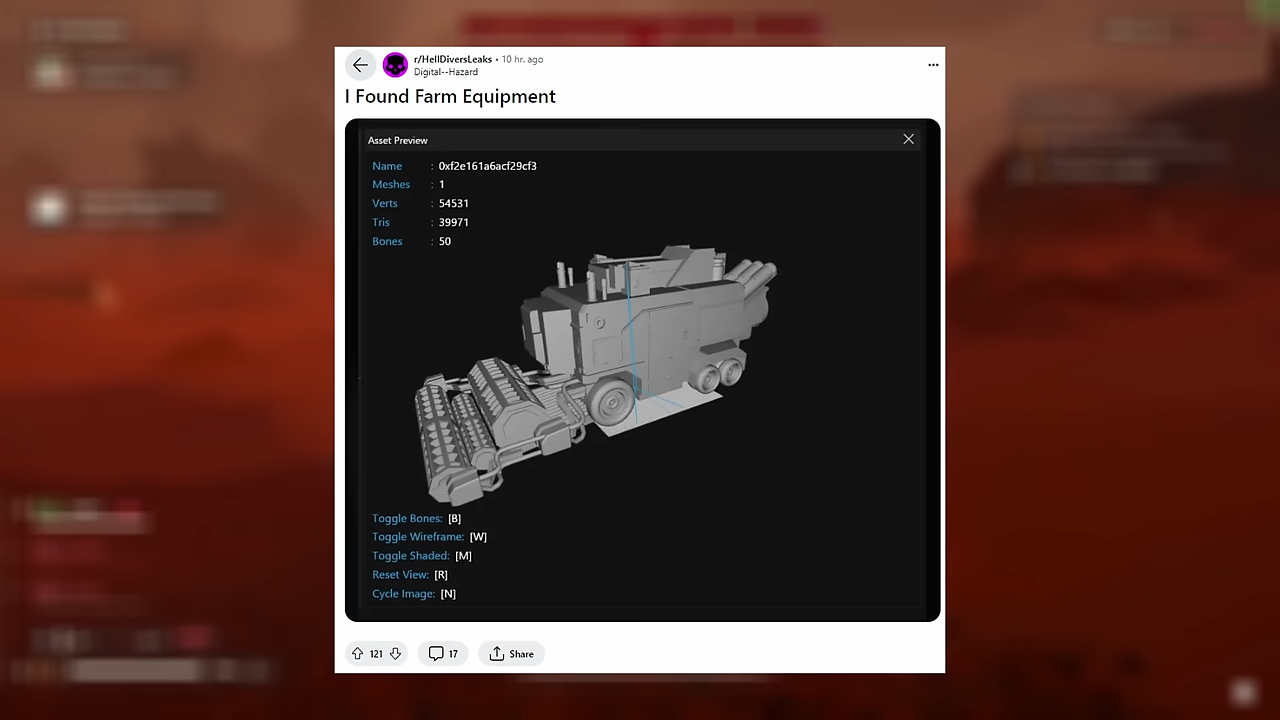 r/HellDiversLeaks • 10 hr. ago
Digital--Hazard
I Found Farm Equipment
Asset Preview
Name : 0xf2e161a6acf29cf3
Meshes : 1
Verts : 54531
Tris : 39971
Bones : 50
Toggle Bones: [B]
Toggle Wireframe: [W]
Toggle Shaded: [M]
Reset View: [R]
Cycle Image: [N]
121
17
Share